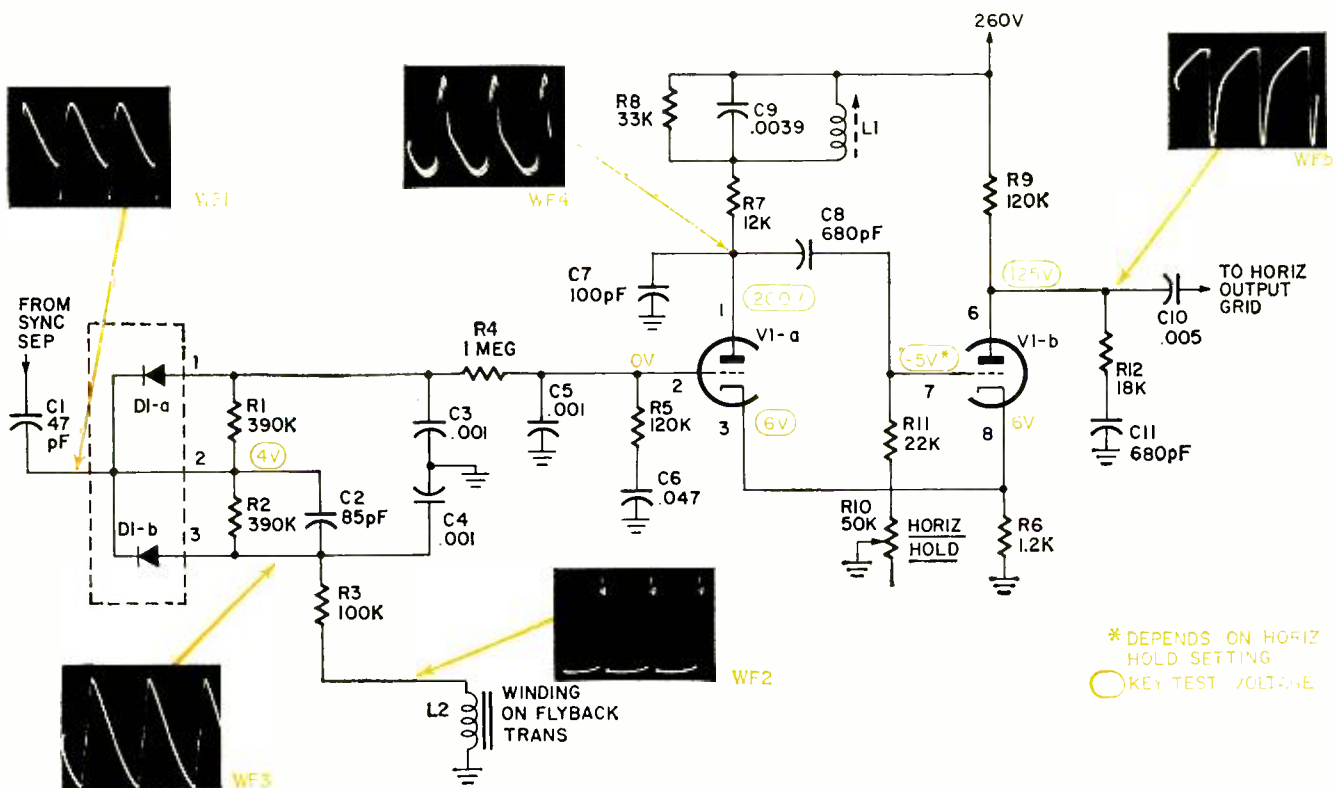 260V
R8
33K
C9
.0039
L1
WF5
WF4
R7
12K
C8
680pF
R9
120K
C7
100pF
125V
FROM
SYNC
SEP
R4
1 MEG
1
V1-a
6
V1-b
C10
.005
TO HORIZ
OUTPUT
GRID
C1
47
pF
D1-a
1
R1
390K
C3
.001
C5
.001
0V
2
R5
120K
3
6V
-5V*
7
R11
22K
8
6V
R12
18K
C11
680pF
2
4V
R2
390K
C2
85pF
C4
.001
C6
.047
D1-b
3
R10
50K
HORIZ
HOLD
R6
1.2K
R3
100K
WF2
L2
WINDING
ON FLYBACK
TRANS
WF3
* DEPENDS ON HORIZ
HOLD SETTING
KEY TEST VOLTAGE